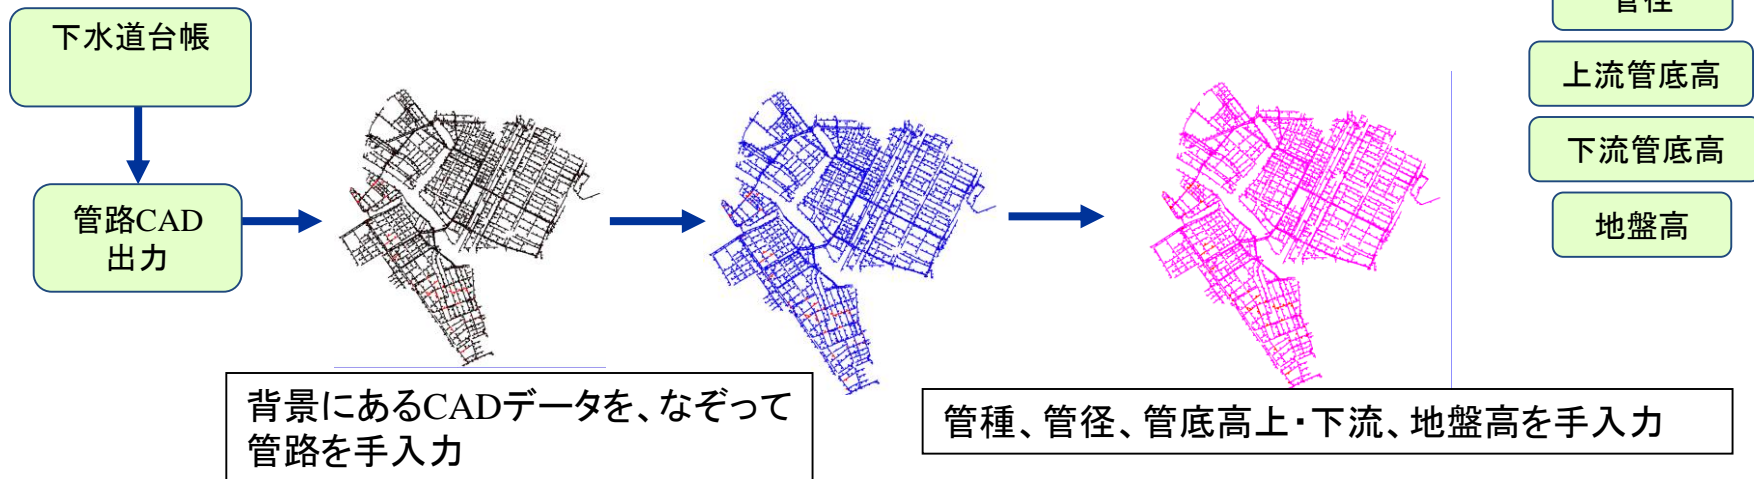 下水道台帳
管路CAD
出力
背景にあるCADデータを、なぞって
管路を手入力
管種、管径、管底高上・下流、地盤高を手入力
管径
上流管底高
下流管底高
地盤高